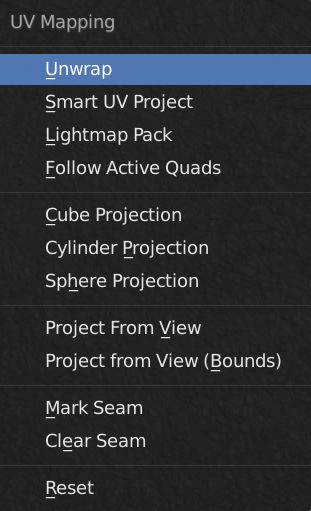 UV Mapping
Unwrap
Smart UV Project
Lightmap Pack
Follow Active Quads
Cube Projection
Cylinder Projection
Sphere Projection
Project From View
Project from View (Bounds)
Mark Seam
Clear Seam
Reset